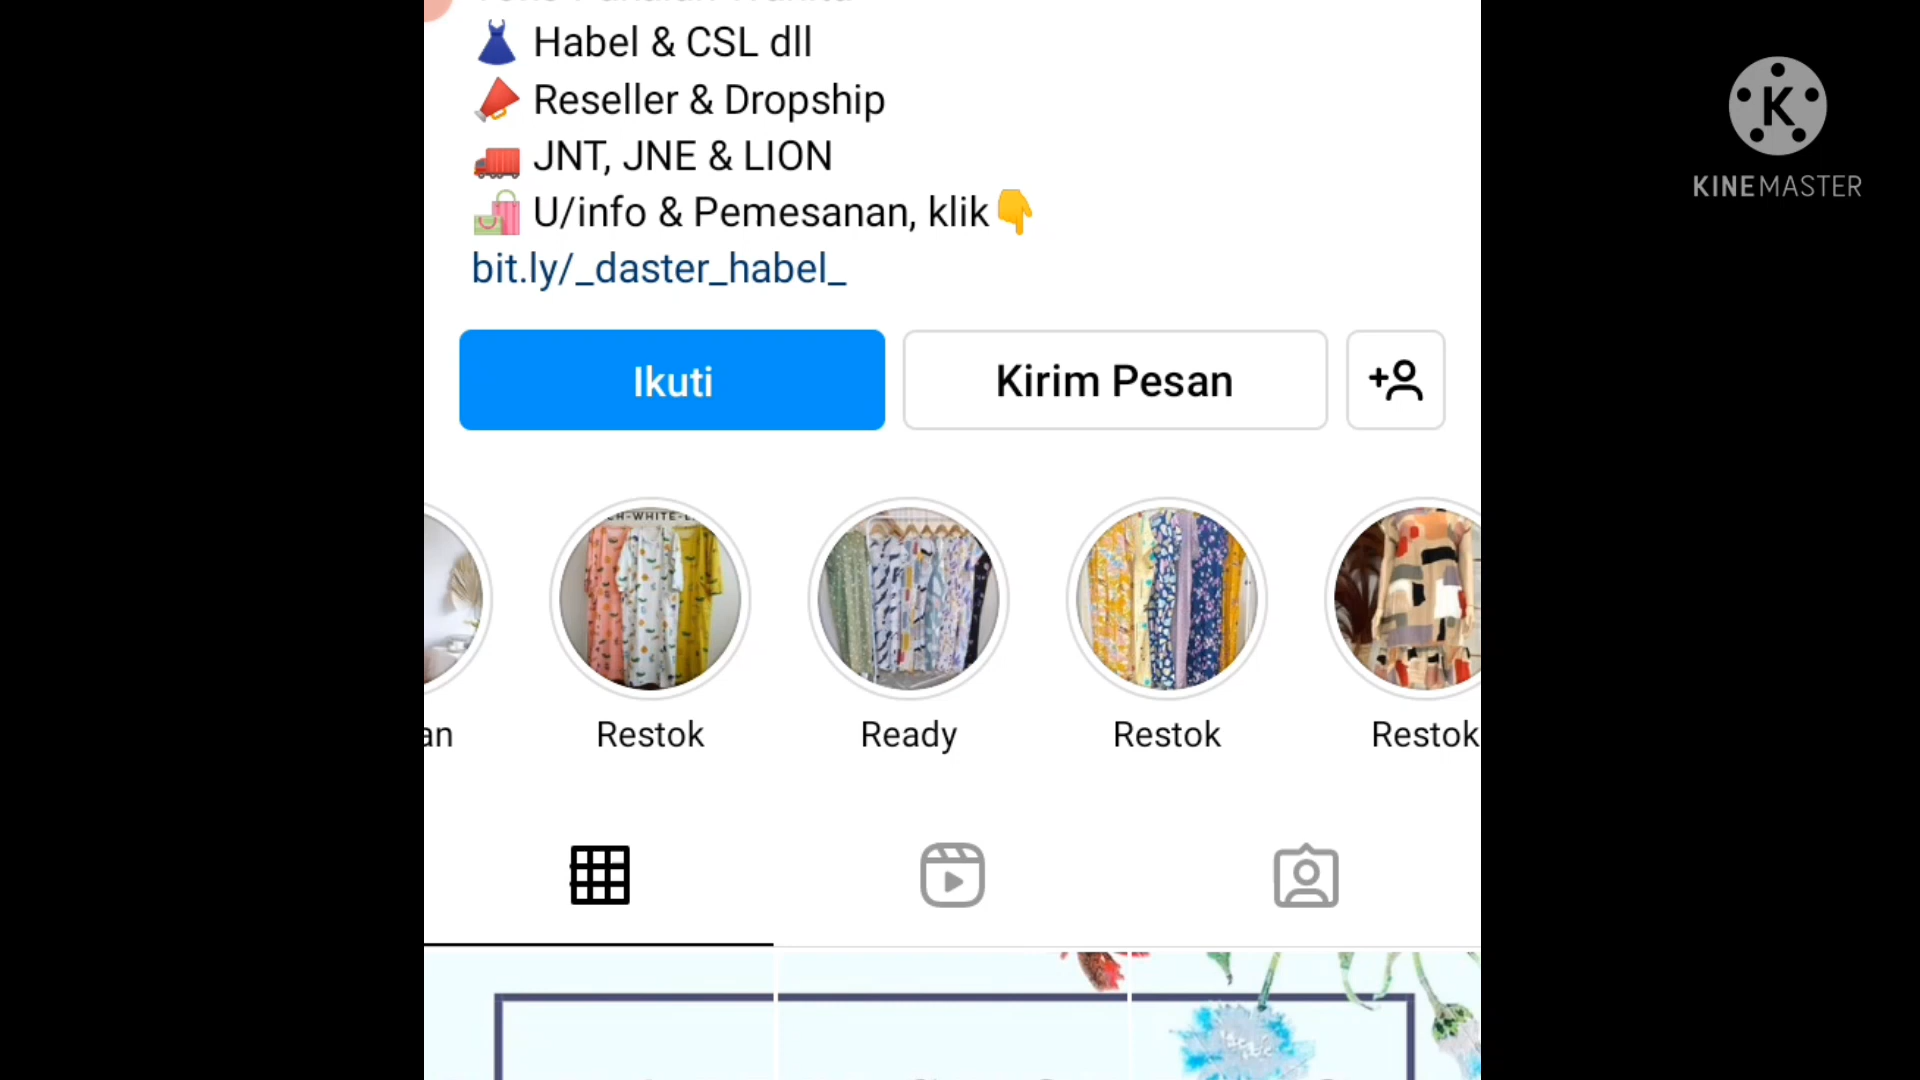 Habel & CSL dll
Reseller & Dropship
JNT, JNE & LION
U/info & Pemesanan, klik
bit.ly/_daster_habel_
Ikuti
Kirim Pesan
an
Restok
Ready
Restok
Restok
KINEMASTER